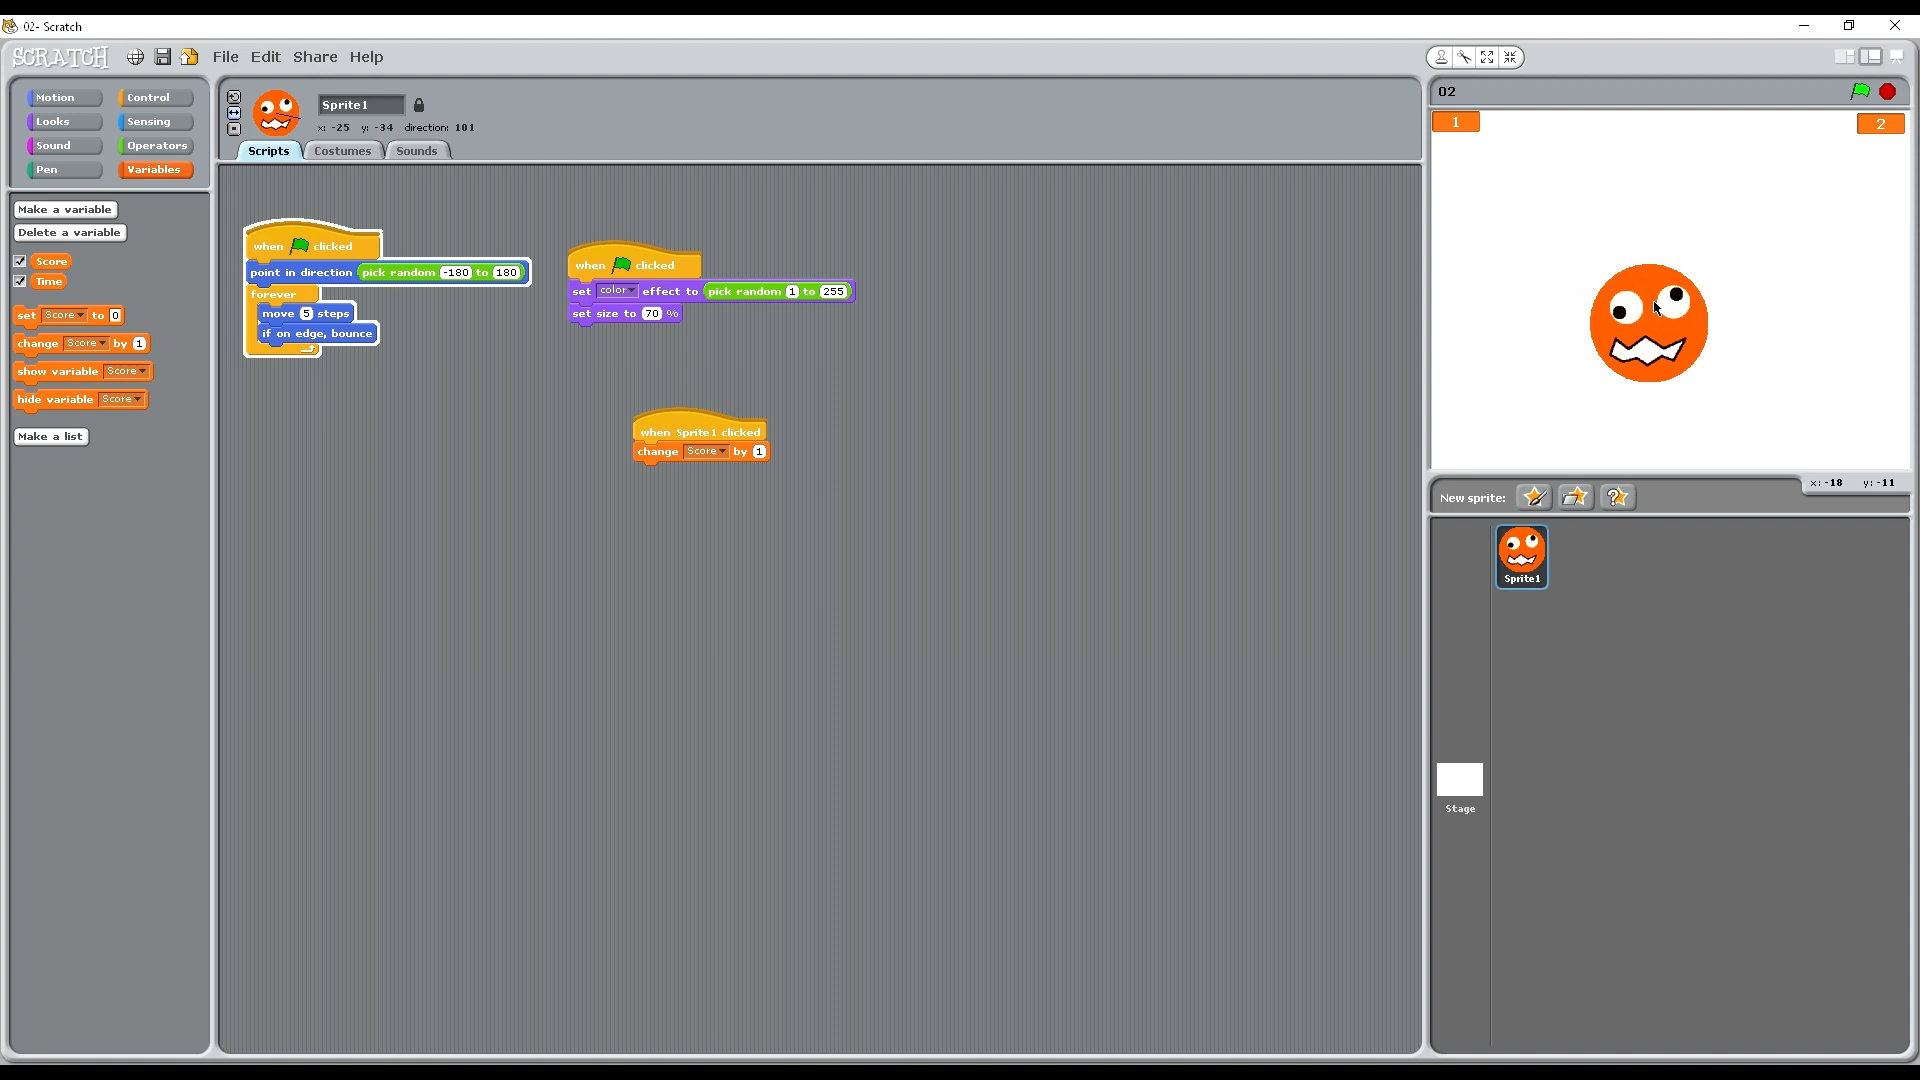 02- Scratch
SCRATCH File Edit Share Help
Motion Control
Looks Sensing
Sound Operators
Pen Variables
Make a variable
Delete a variable
Score
Time
set Score to 0
change Score by 1
show variable Score
hide variable Score
Make a list
Sprite1
x: -25 y: -34 direction: 101
Scripts Costumes Sounds
when clicked
point in direction pick random -180 to 180
forever
move 5 steps
if on edge, bounce
when clicked
set color effect to pick random 1 to 255
set size to 70 %
when Sprite1 clicked
change Score by 1
02
1 2
x: -18 y: -11
New sprite:
Sprite1
Stage